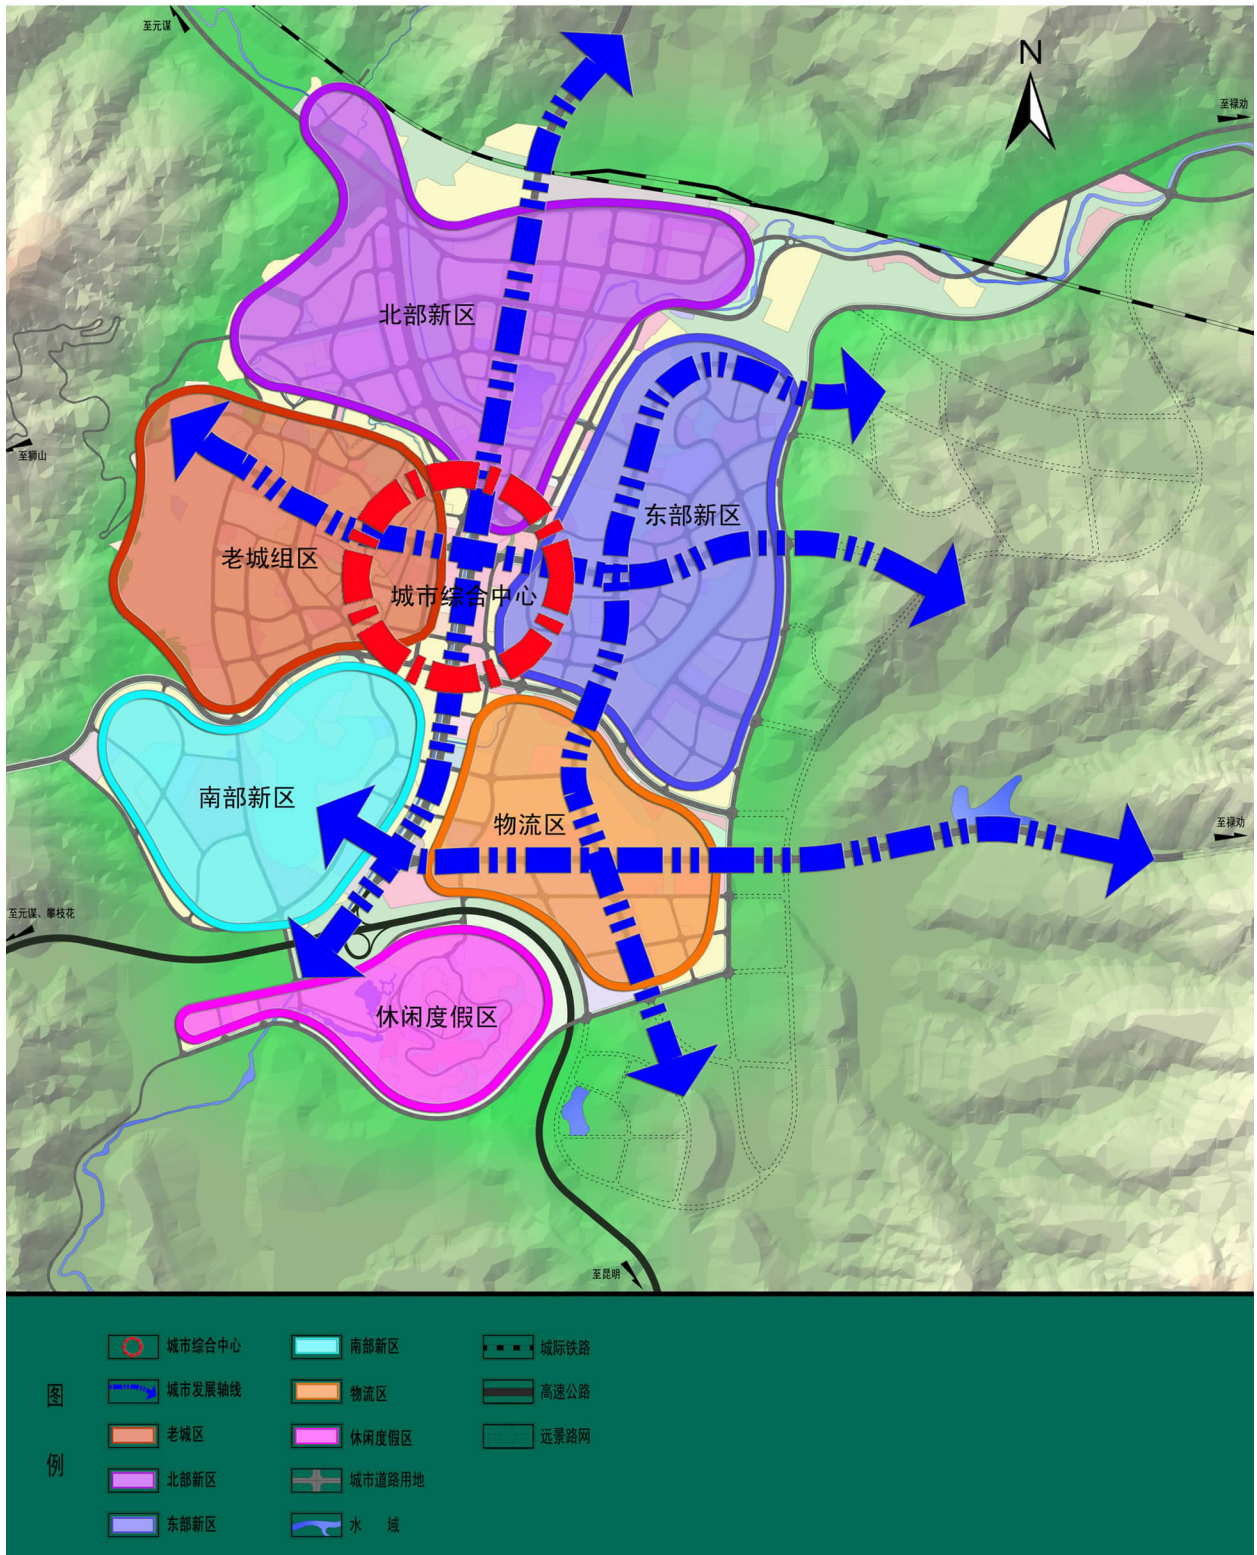 至元谋
N
至禄劝
北部新区
至狮山
东部新区
老城组区
城市综合中心
南部新区
物流区
至禄劝
至元谋、攀枝花
休闲度假区
至昆明
图例
城市综合中心
城市发展轴线
老城区
北部新区
东部新区
南部新区
物流区
休闲度假区
城市道路用地
水 域
城际铁路
高速公路
远景路网